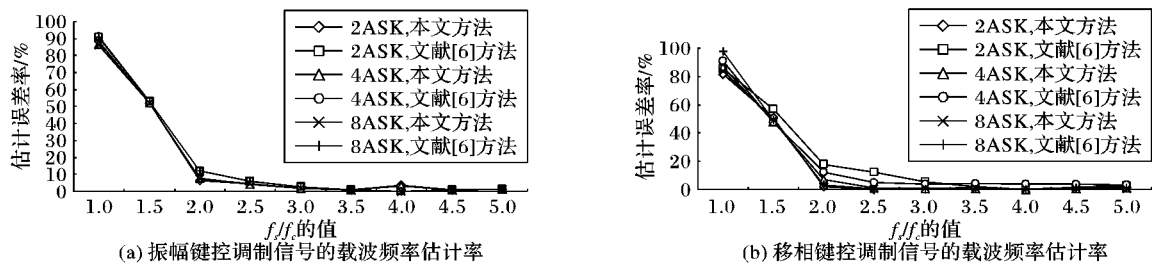 估计误差率/%
100
90
80
70
60
50
40
30
20
10
0
1.0 1.5 2.0 2.5 3.0 3.5 4.0 4.5 5.0
fs/fc的值
2ASK,本文方法
2ASK,文献[6]方法
4ASK,本文方法
4ASK,文献[6]方法
8ASK,本文方法
8ASK,文献[6]方法
(a) 振幅键控调制信号的载波频率估计率
估计误差率/%
100
80
60
40
20
0
1.0 1.5 2.0 2.5 3.0 3.5 4.0 4.5 5.0
fs/fc的值
2ASK,本文方法
2ASK,文献[6]方法
4ASK,本文方法
4ASK,文献[6]方法
8ASK,本文方法
8ASK,文献[6]方法
(b) 移相键控调制信号的载波频率估计率